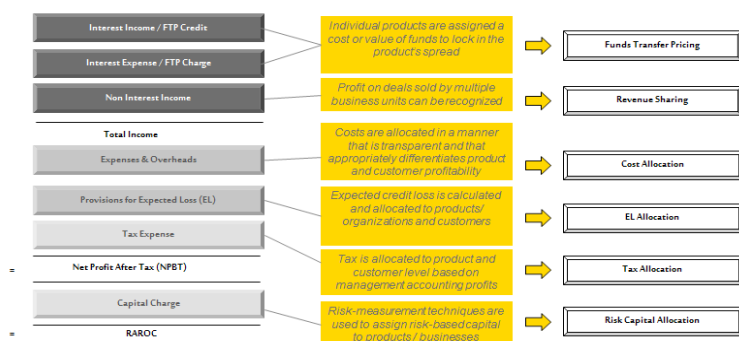 Interest Income / FTP Credit
Interest Expense / FTP Charge
Individual products are assigned a
cost or value of funds to lock in the
product's spread
Funds Transfer Pricing
Non Interest Income
Profit on deals sold by multiple
business units can be recognized
Revenue Sharing
Total Income
Expenses & Overheads
Costs are allocated in a manner
that is transparent and that
appropriately differentiates product
and customer profitability
Cost Allocation
Provisions for Expected Loss (EL)
Expected credit loss is calculated
and allocated to products/
organizations and customers
EL Allocation
Tax Expense
Tax is allocated to product and
customer level based on
management accounting profits
Tax Allocation
= Net Profit After Tax (NPBT)
Capital Charge
Risk-measurement techniques are
used to assign risk-based capital
to products / businesses
Risk Capital Allocation
= RAROC